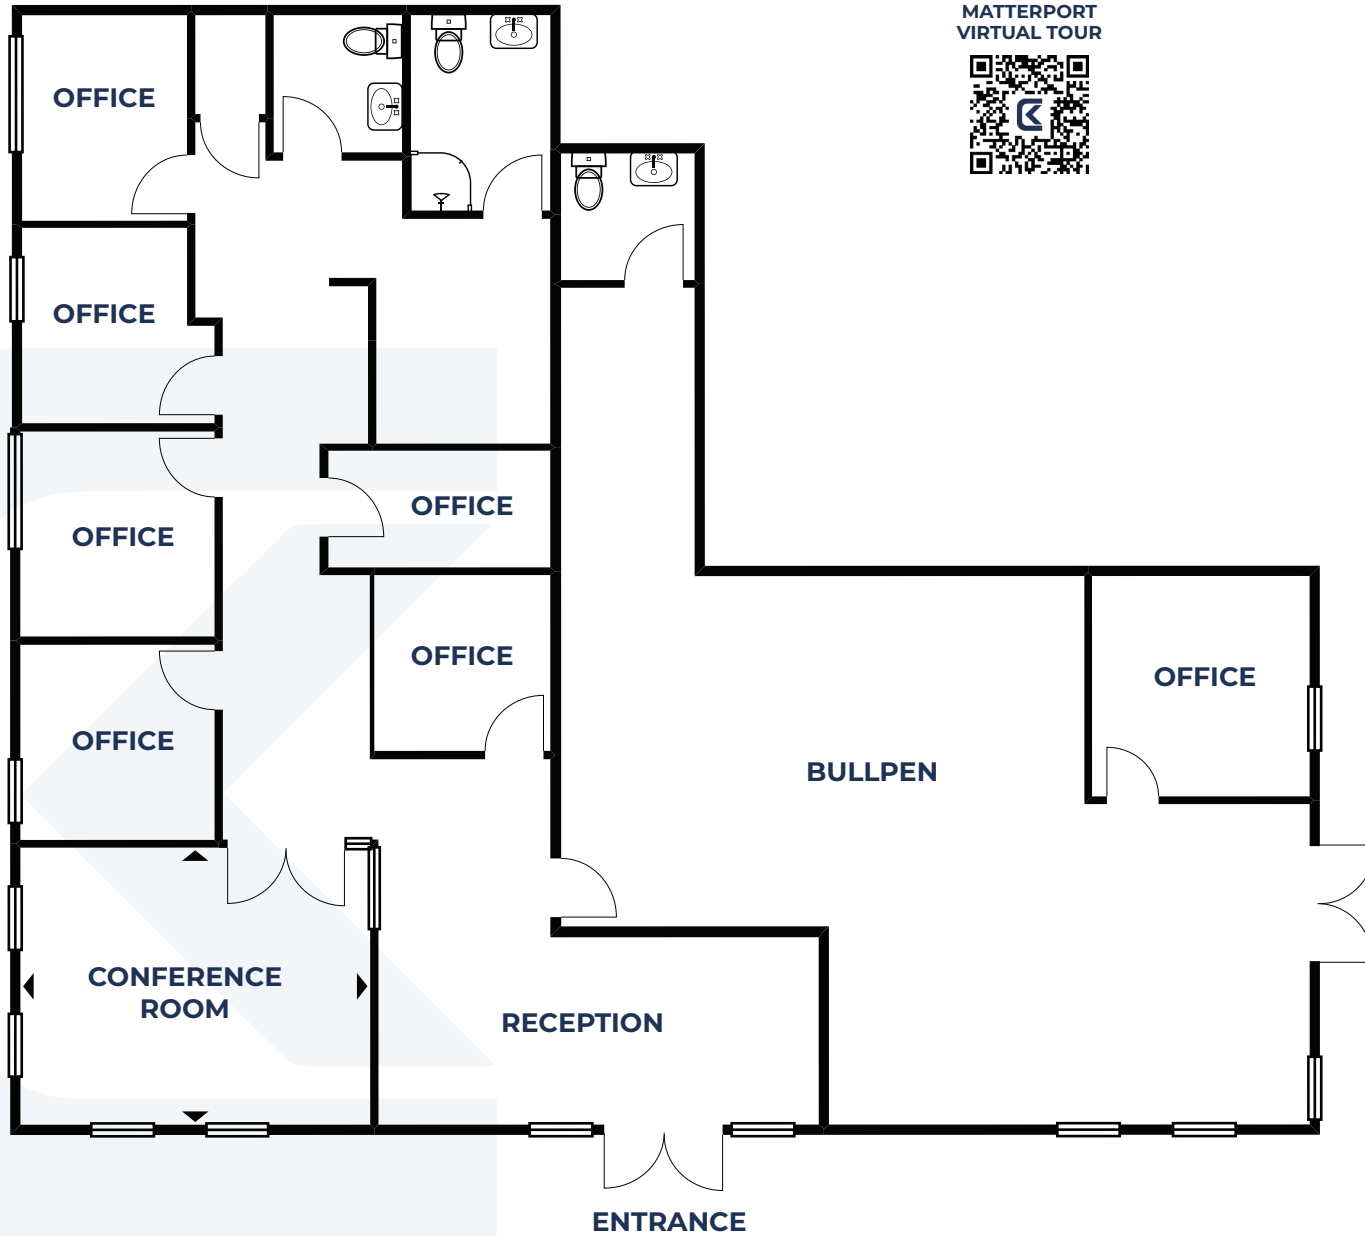 MATTERPORT
VIRTUAL TOUR
OFFICE
OFFICE
OFFICE
OFFICE
OFFICE
OFFICE
OFFICE
BULLPEN
CONFERENCE
ROOM
RECEPTION
ENTRANCE